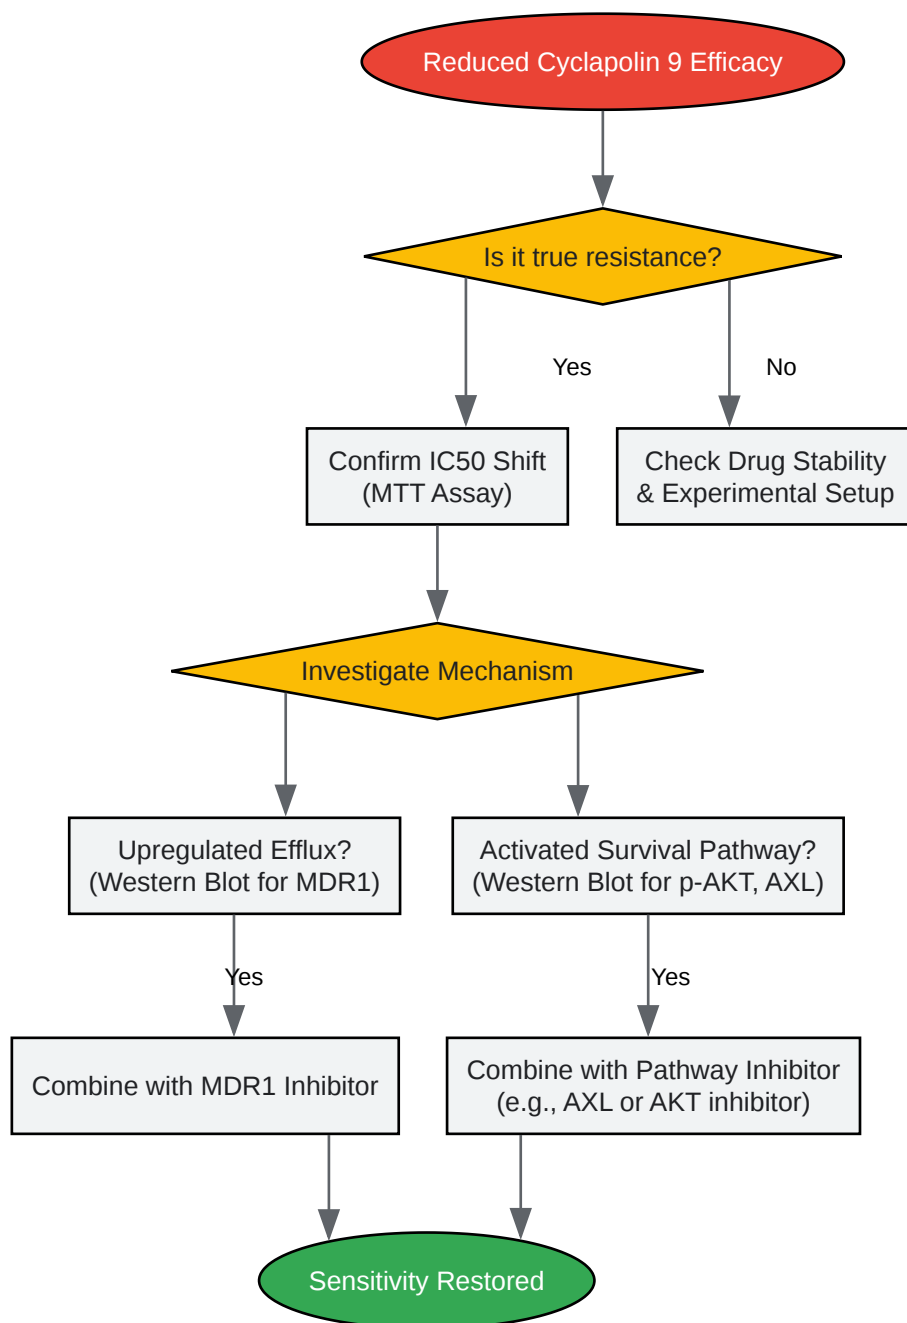 Reduced Cyclapolin 9 Efficacy
Is it true resistance?
Yes
No
Confirm IC50 Shift
(MTT Assay)
Check Drug Stability
& Experimental Setup
Investigate Mechanism
Upregulated Efflux?
(Western Blot for MDR1)
Activated Survival Pathway?
(Western Blot for p-AKT, AXL)
Yes
Yes
Combine with MDR1 Inhibitor
Combine with Pathway Inhibitor
(e.g., AXL or AKT inhibitor)
Sensitivity Restored